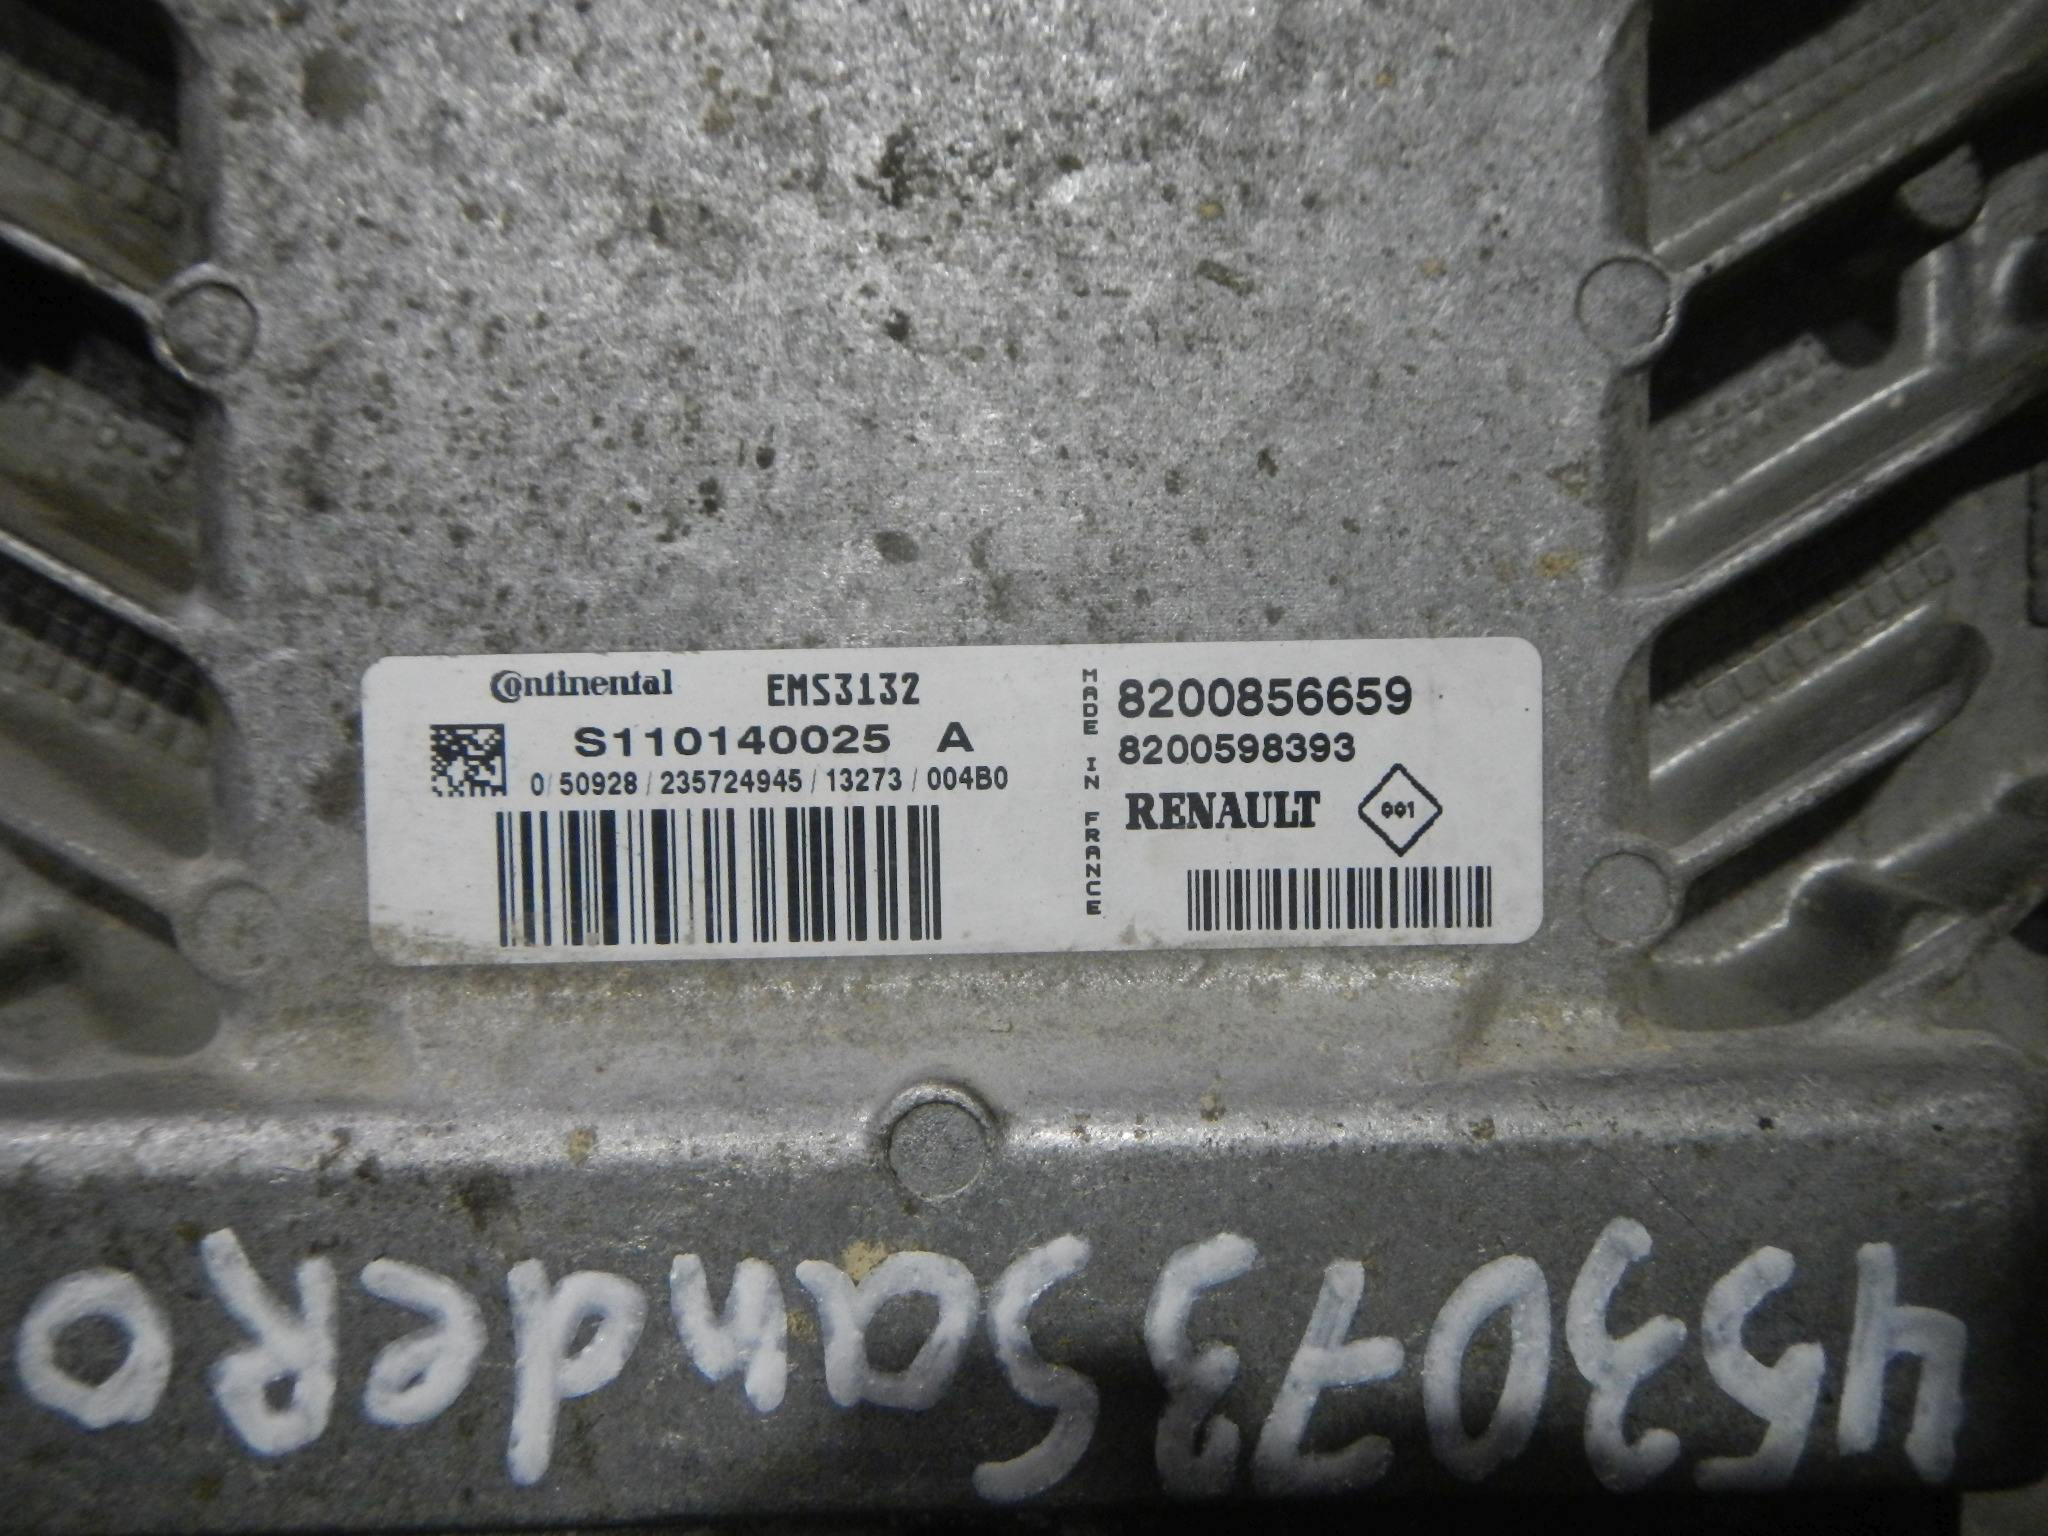 Continental EMS3132
S110140025 A
0/50928/235724945/13273/004B0
MADE IN FRANCE
8200856659
8200598393
RENAULT 001
453073 SandeRO